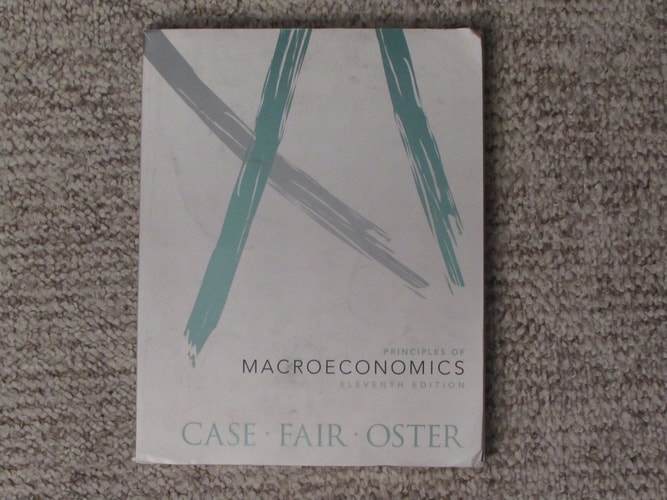 PRINCIPLES OF
MACROECONOMICS
ELEVENTH EDITION
CASE · FAIR · OSTER